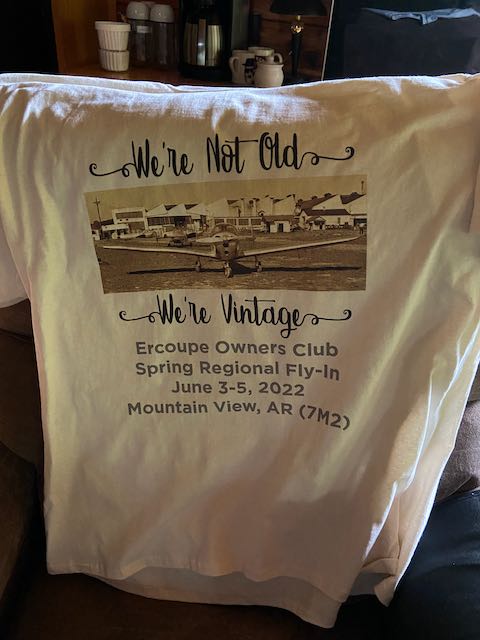 We're Not Old
We're Vintage
Ercoupe Owners Club
Spring Regional Fly-In
June 3-5, 2022
Mountain View, AR (7M2)